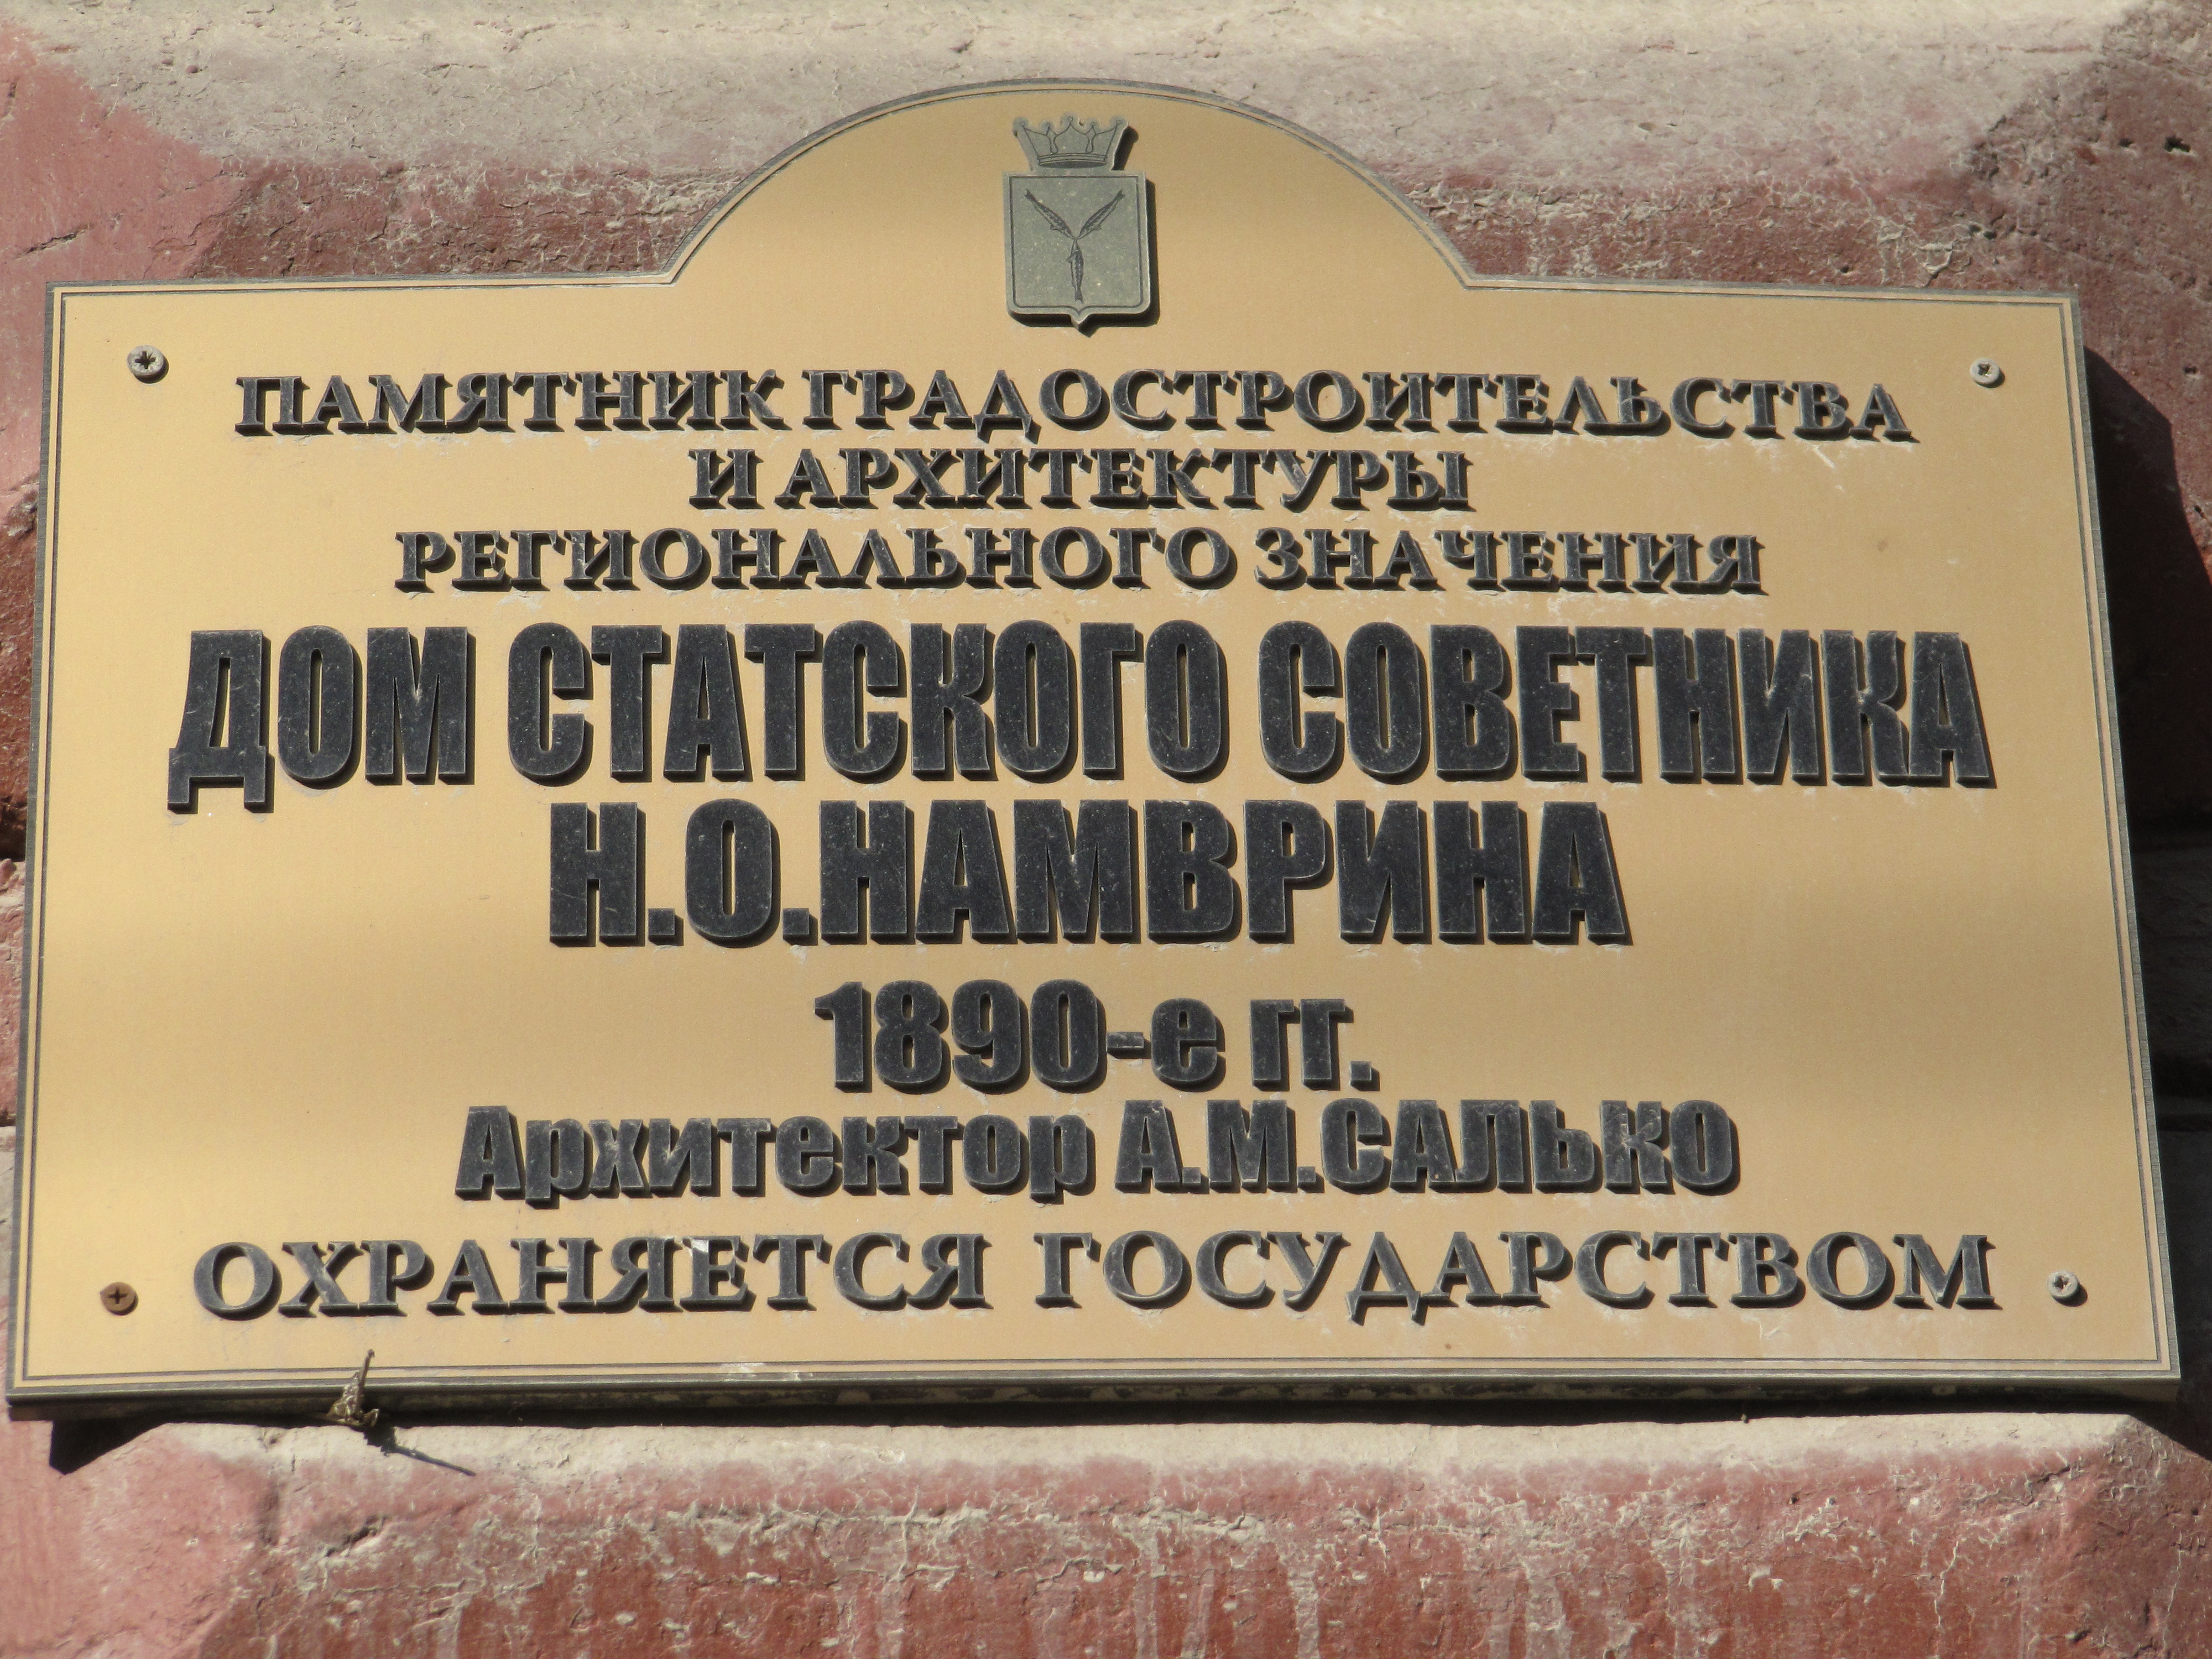 ПАМЯТНИК ГРАДОСТРОИТЕЛЬСТВА
И АРХИТЕКТУРЫ
РЕГИОНАЛЬНОГО ЗНАЧЕНИЯ
ДОМ СТАТСКОГО СОВЕТНИКА
Н.О.НАМВРИНА
1890-е гг.
Архитектор А.М.САЛЬКО
ОХРАНЯЕТСЯ ГОСУДАРСТВОМ